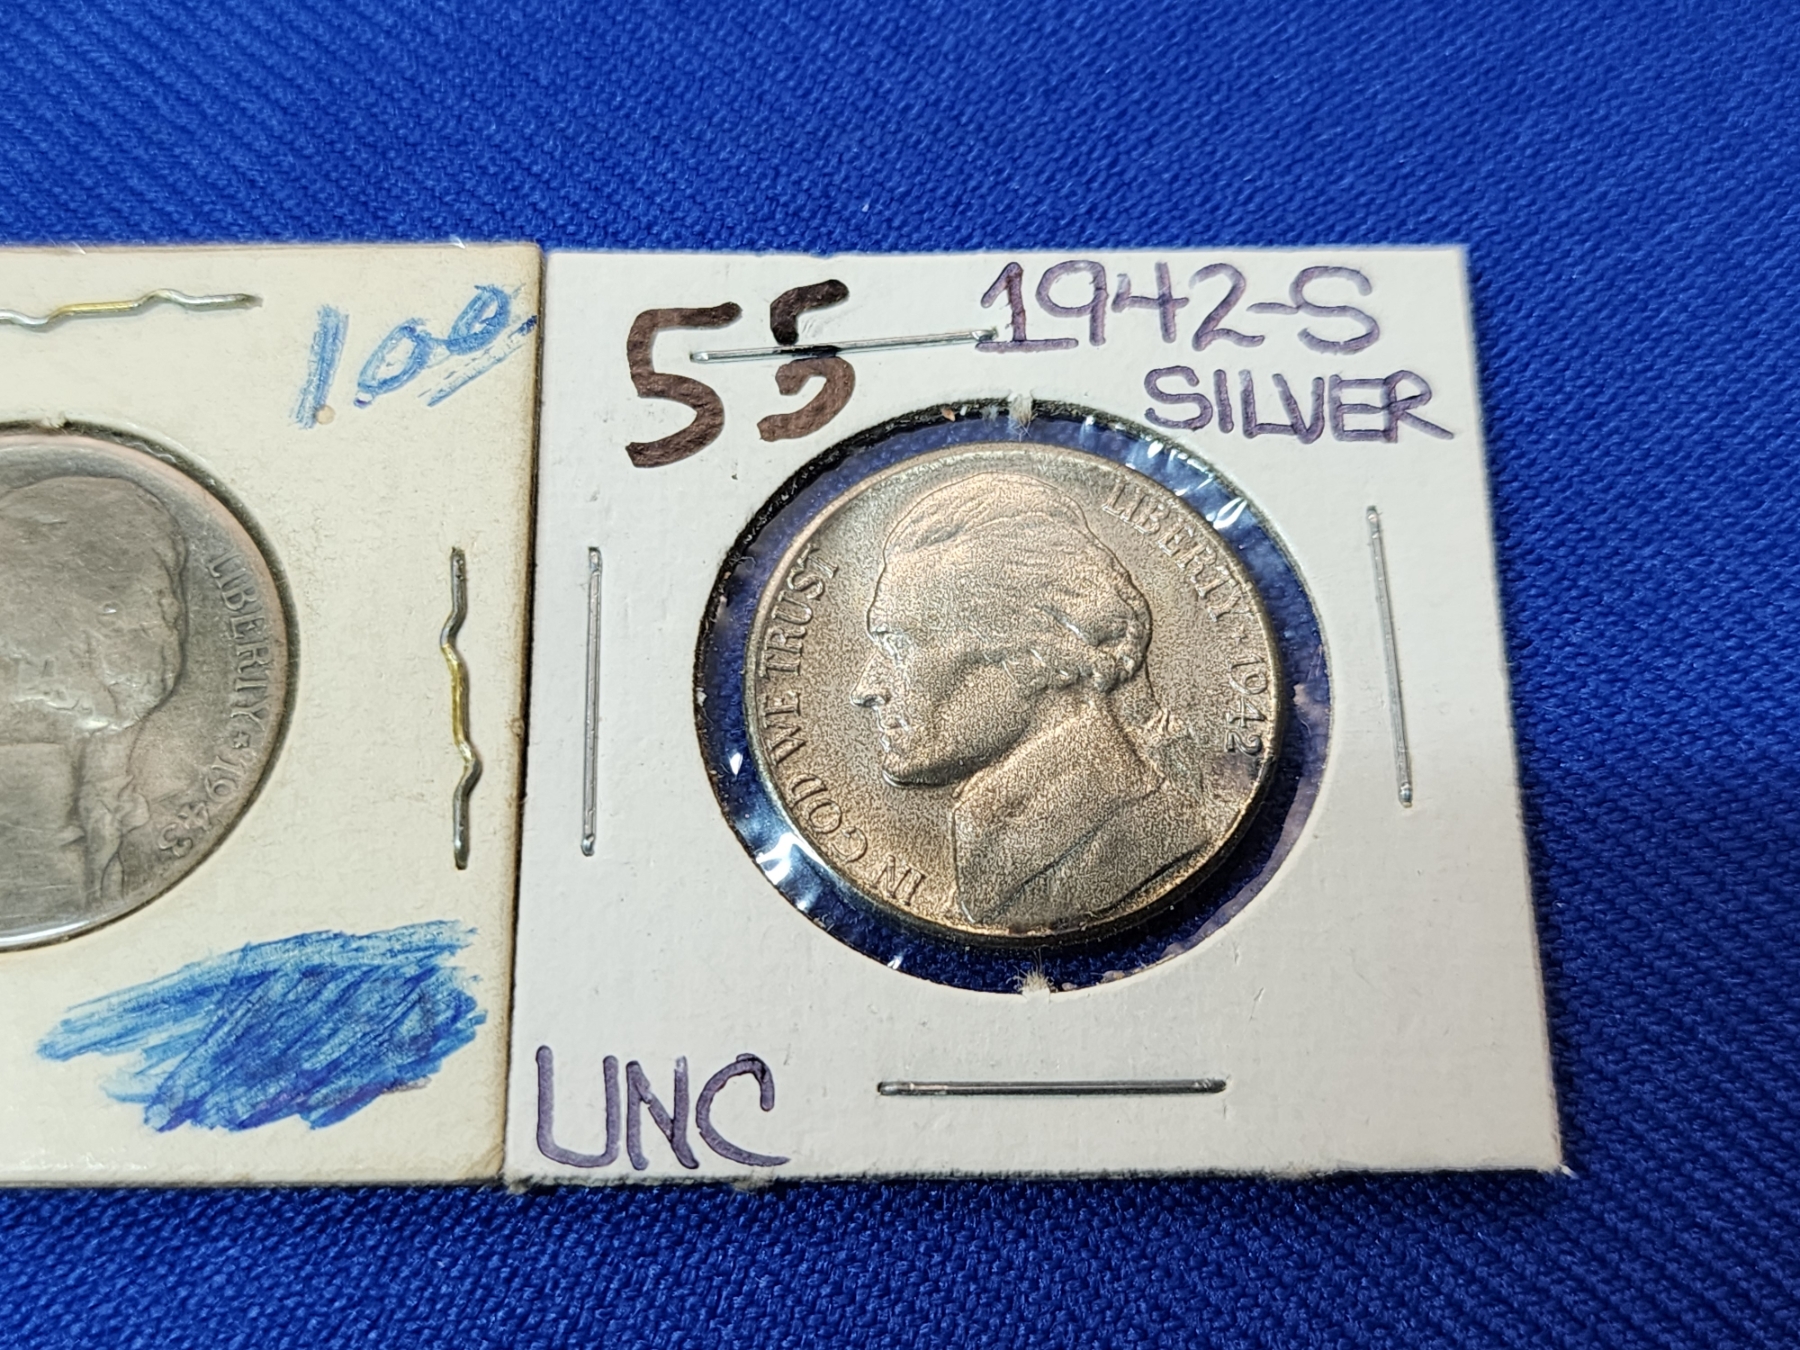 1.00
LIBERTY ★ 1943
55
1942-S
SILVER
IN GOD WE TRUST
LIBERTY ★ 1942
UNC